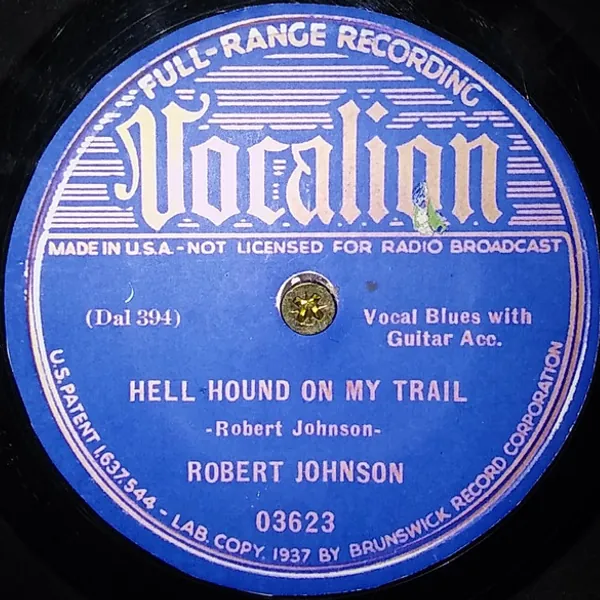 FULL-RANGE RECORDING
Vocalion
MADE IN U.S.A. - NOT LICENSED FOR RADIO BROADCAST
(Dal 394)
Vocal Blues with
Guitar Acc.
HELL HOUND ON MY TRAIL
-Robert Johnson-
ROBERT JOHNSON
03623
U.S. PATENT 1,637,544 - LAB. COPY. 1937 BY BRUNSWICK RECORD CORPORATION